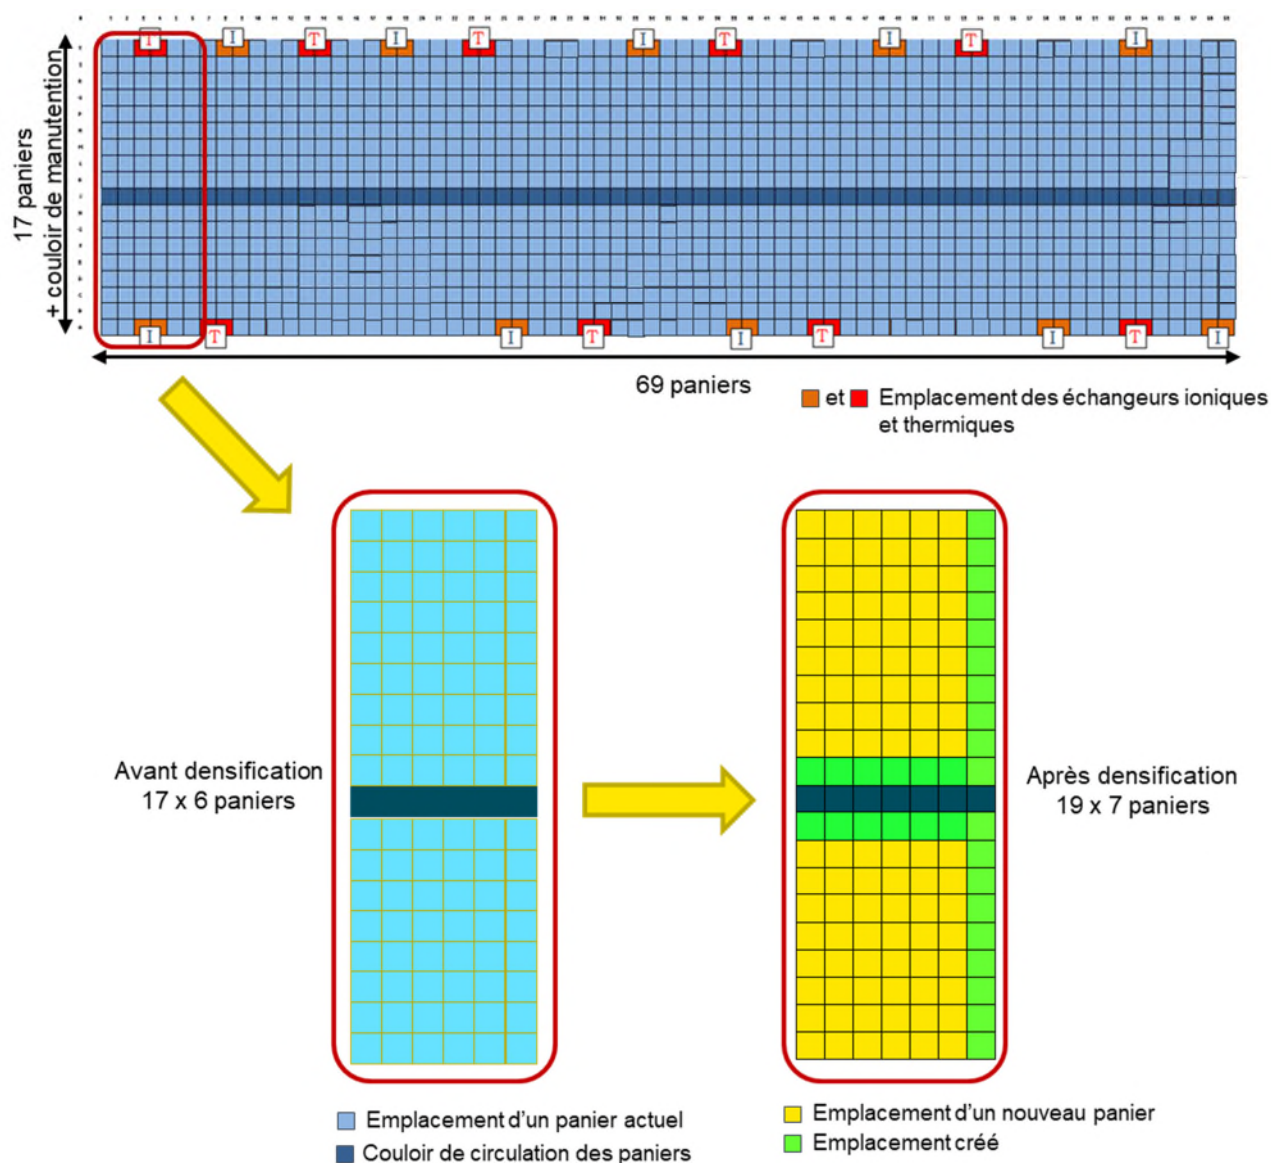 T I T I T I T I T I
17 paniers
+ couloir de manutention
I T I T I T I T I
69 paniers
et Emplacement des échangeurs ioniques
et thermiques
Avant densification
17 x 6 paniers
Après densification
19 x 7 paniers
Emplacement d'un panier actuel
Couloir de circulation des paniers
Emplacement d'un nouveau panier
Emplacement créé